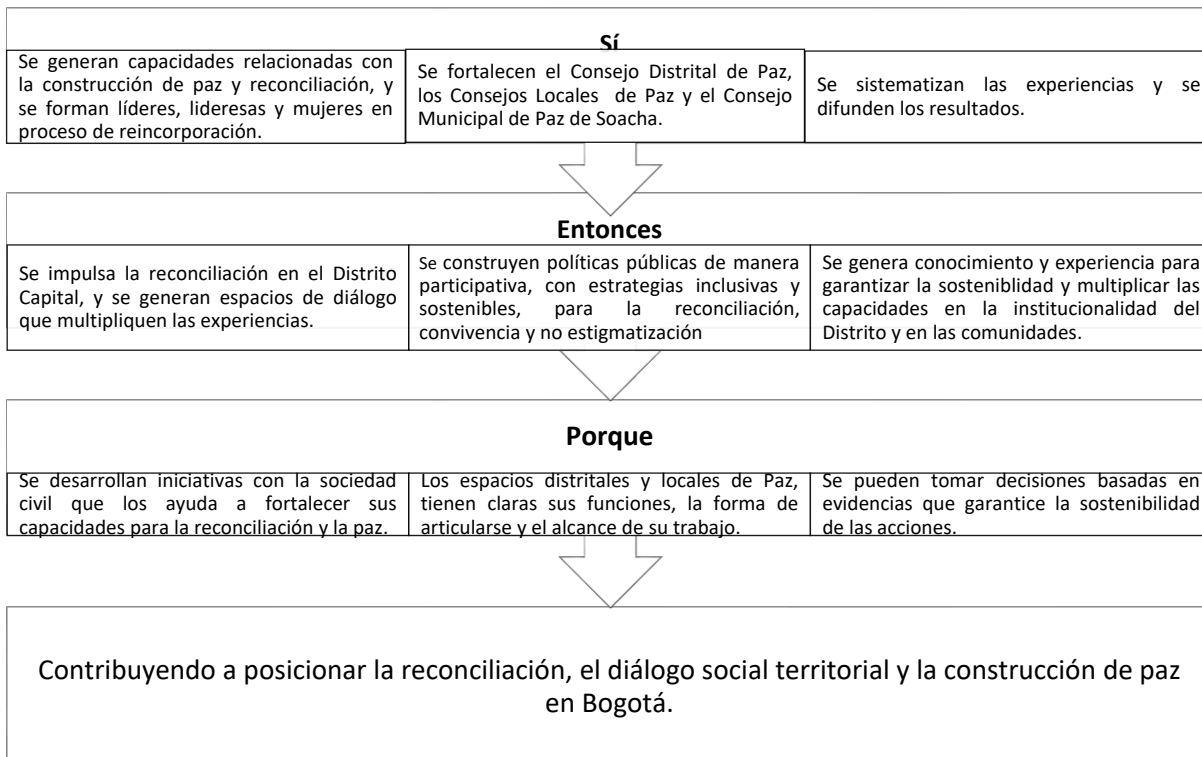 Sí
Se generan capacidades relacionadas con
la construcción de paz y reconciliación, y
se forman líderes, lideresas y mujeres en
proceso de reincorporación.
Se fortalecen el Consejo Distrital de Paz,
los Consejos Locales de Paz y el Consejo
Municipal de Paz de Soacha.
Se sistematizan las experiencias y se
difunden los resultados.
Entonces
Se impulsa la reconciliación en el Distrito
Capital, y se generan espacios de diálogo
que multipliquen las experiencias.
Se construyen políticas públicas de manera
participativa, con estrategias inclusivas y
sostenibles, para la reconciliación,
convivencia y no estigmatización
Se genera conocimiento y experiencia para
garantizar la sosteniblidad y multiplicar las
capacidades en la institucionalidad del
Distrito y en las comunidades.
Porque
Se desarrollan iniciativas con la sociedad
civil que los ayuda a fortalecer sus
capacidades para la reconciliación y la paz.
Los espacios distritales y locales de Paz,
tienen claras sus funciones, la forma de
articularse y el alcance de su trabajo.
Se pueden tomar decisiones basadas en
evidencias que garantice la sostenibilidad
de las acciones.
Contribuyendo a posicionar la reconciliación, el diálogo social territorial y la construcción de paz
en Bogotá.